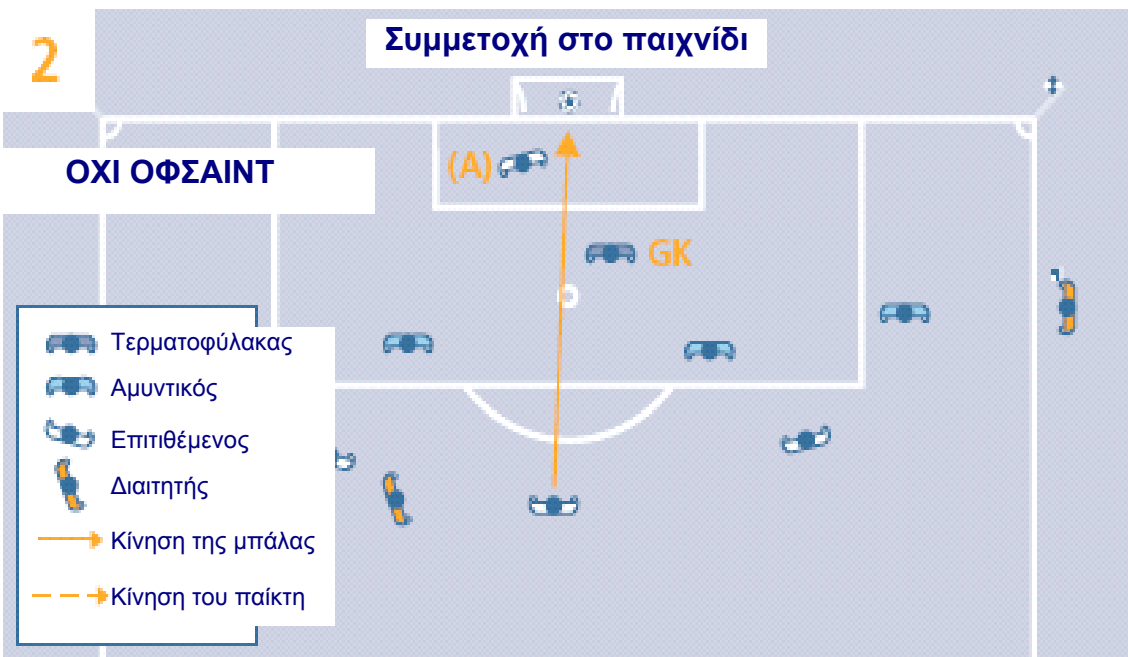 2
Συμμετοχή στο παιχνίδι
ΟΧΙ ΟΦΣΑΙΝΤ
(A)
GK
Τερματοφύλακας
Αμυντικός
Επιτιθέμενος
Διαιτητής
Κίνηση της μπάλας
Κίνηση του παίκτη